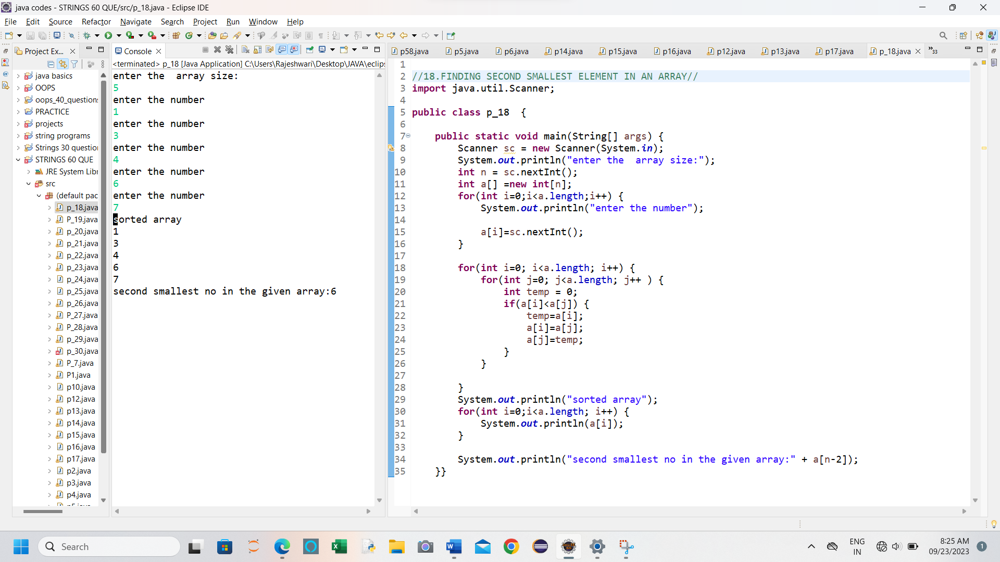 java codes - STRINGS 60 QUE/src/p_18.java - Eclipse IDE
File Edit Source Refactor Navigate Search Project Run Window Help
Project Ex...
java basics
OOPS
oops_40_question
PRACTICE
projects
string programs
Strings 30 question
STRINGS 60 QUE
JRE System Libr
src
(default pac
p_18.java
P_19.java
p_20.java
p_21.java
p_22.java
p_23.java
p_24.java
p_25.java
p_26.java
P_27.java
P_28.java
p_29.java
p_30.java
P_7.java
P1.java
p10.java
p12.java
p13.java
p14.java
p15.java
p16.java
p17.java
p2.java
p3.java
p4.java
Console
<terminated> p_18 [Java Application] C:\Users\Rajeshwari\Desktop\JAVA\eclip
enter the  array size:
5
enter the number
1
enter the number
3
enter the number
4
enter the number
6
enter the number
7
sorted array
1
3
4
6
7
second smallest no in the given array:6
p58.java p5.java p6.java p14.java p15.java p16.java p12.java p13.java p17.java p_18.java »33
1
2 //18.FINDING SECOND SMALLEST ELEMENT IN AN ARRAY//
3 import java.util.Scanner;
4
5 public class p_18  {
6
7     public static void main(String[] args) {
8         Scanner sc = new Scanner(System.in);
9         System.out.println("enter the  array size:");
10         int n = sc.nextInt();
11         int a[] =new int[n];
12         for(int i=0;i<a.length;i++) {
13             System.out.println("enter the number");
14
15             a[i]=sc.nextInt();
16         }
17
18         for(int i=0; i<a.length; i++) {
19             for(int j=0; j<a.length; j++ ) {
20                 int temp = 0;
21                 if(a[i]<a[j]) {
22                     temp=a[i];
23                     a[i]=a[j];
24                     a[j]=temp;
25                 }
26             }
27
28         }
29         System.out.println("sorted array");
30         for(int i=0;i<a.length; i++) {
31             System.out.println(a[i]);
32         }
33
34         System.out.println("second smallest no in the given array:" + a[n-2]);
35     }}
Search
ENG
IN
8:25 AM
09/23/2023
1